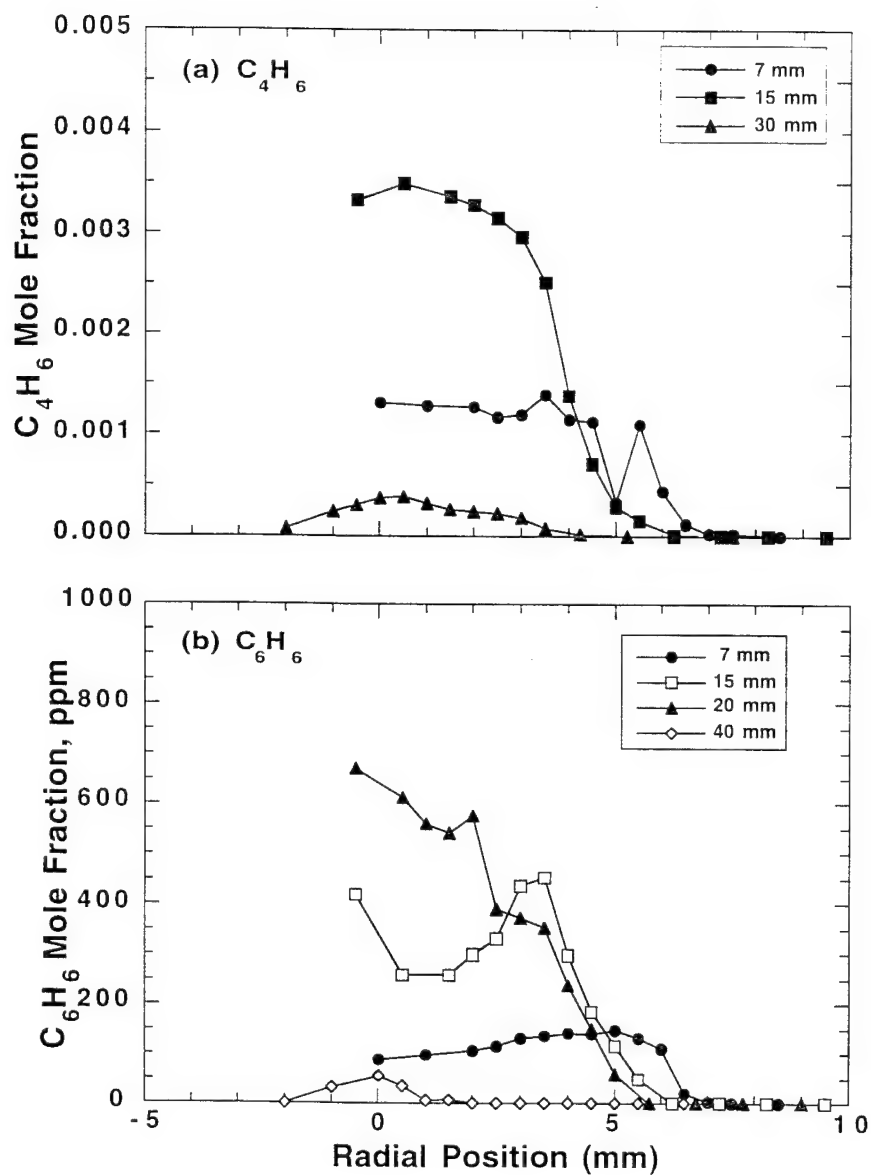 0.005
(a) C4H6
7 mm
15 mm
30 mm
0.004
0.003
0.002
0.001
0.000
C4H6 Mole Fraction
1000
(b) C6H6
7 mm
15 mm
20 mm
40 mm
800
600
400
200
0
C6H6 Mole Fraction, ppm
-5
0
5
10
Radial Position (mm)